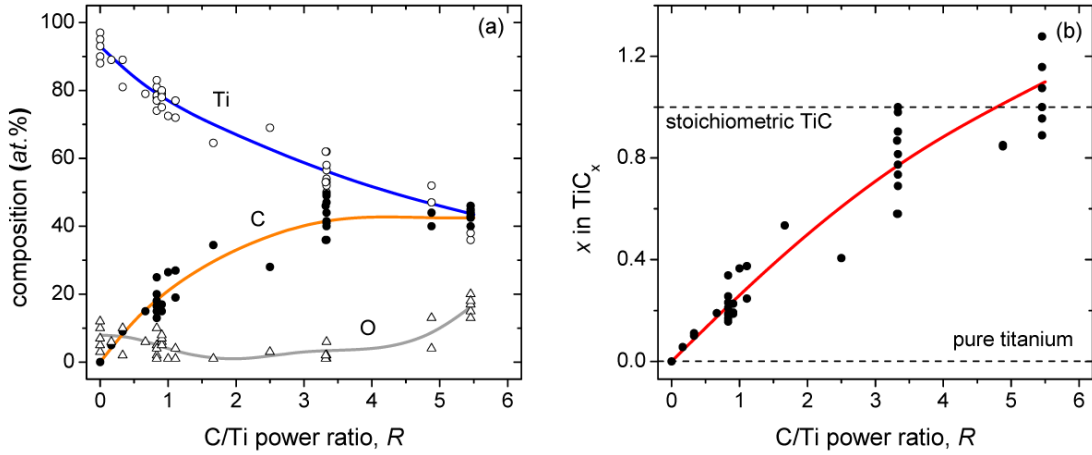 (a)
100
80
60
40
20
0
composition (at.%)
Ti
C
O
0 1 2 3 4 5 6
C/Ti power ratio, R
(b)
1.2
0.8
0.4
0.0
x in TiCx
stoichiometric TiC
pure titanium
0 1 2 3 4 5 6
C/Ti power ratio, R